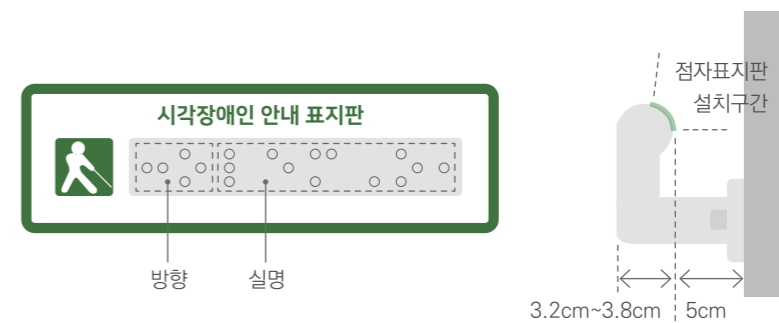 시각장애인 안내 표지판
방향
실명
점자표지판
설치구간
3.2cm~3.8cm
5cm